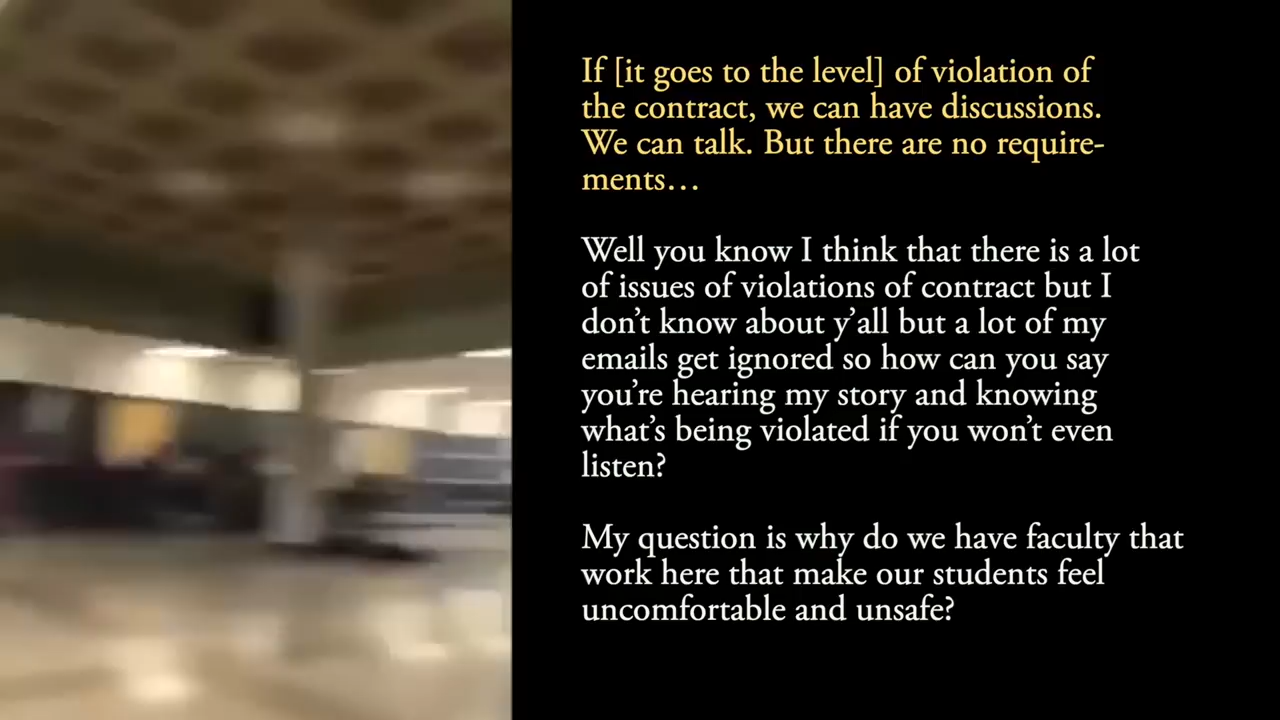 If [it goes to the level] of violation of
the contract, we can have discussions.
We can talk. But there are no require-
ments…
Well you know I think that there is a lot
of issues of violations of contract but I
don’t know about y’all but a lot of my
emails get ignored so how can you say
you’re hearing my story and knowing
what’s being violated if you won’t even
listen?
My question is why do we have faculty that
work here that make our students feel
uncomfortable and unsafe?